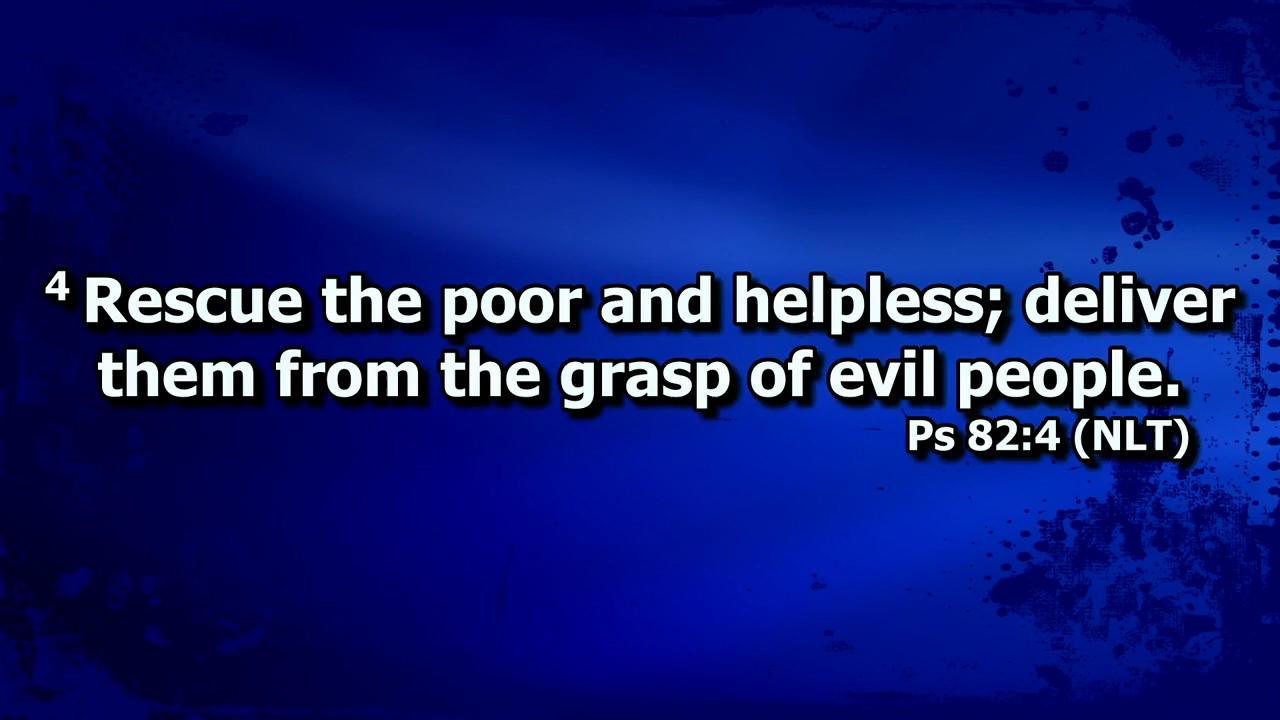 ⁴ Rescue the poor and helpless; deliver
them from the grasp of evil people.
Ps 82:4 (NLT)